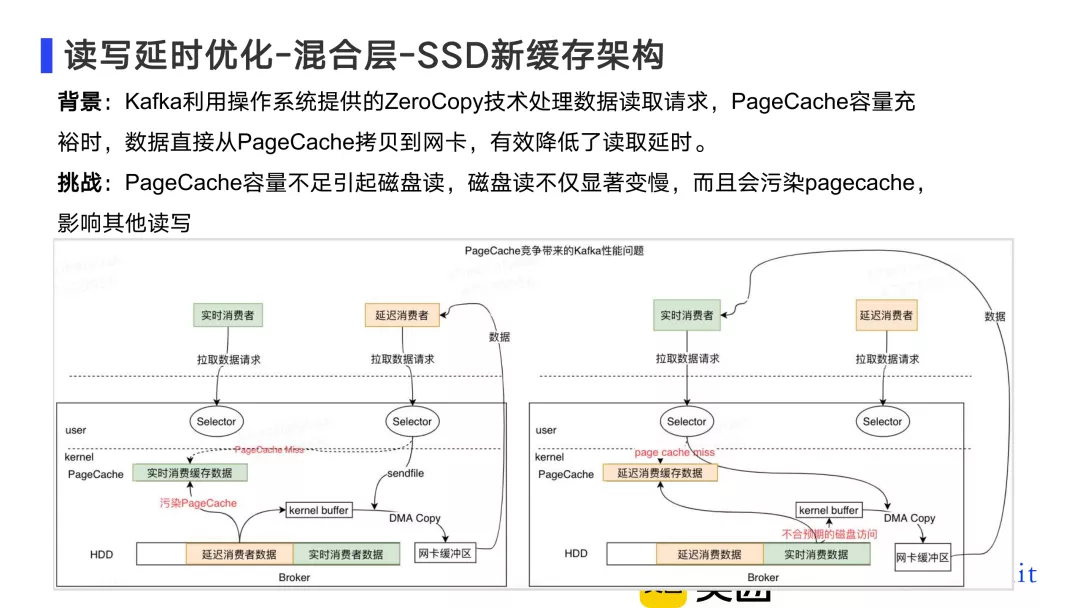 读写延时优化-混合层-SSD新缓存架构
背景：Kafka利用操作系统提供的ZeroCopy技术处理数据读取请求，PageCache容量充
裕时，数据直接从PageCache拷贝到网卡，有效降低了读取延时。
挑战：PageCache容量不足引起磁盘读，磁盘读不仅显著变慢，而且会污染pagecache，
影响其他读写
PageCache竞争带来的Kafka性能问题
实时消费者
延迟消费者
数据
拉取数据请求
拉取数据请求
Selector
Selector
user
kernel
PageCache Miss
PageCache
实时消费缓存数据
sendfile
污染PageCache
kernel buffer
DMA Copy
HDD
延迟消费者数据
实时消费者数据
网卡缓冲区
Broker
实时消费者
延迟消费者
数据
拉取数据请求
拉取数据请求
Selector
Selector
user
kernel
page cache miss
PageCache
延迟消费缓存数据
kernel buffer
DMA Copy
不合预期的磁盘访问
HDD
延迟消费数据
实时消费数据
网卡缓冲区
Broker
it